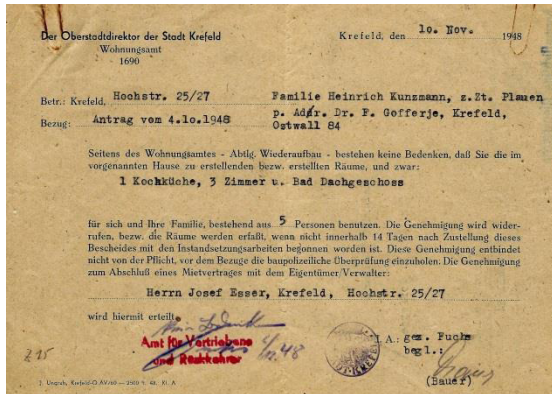 Der Oberstadtdirektor der Stadt Krefeld
Wohnungsamt
1690
Krefeld, den 10. Nov. 1948
Betr.: Krefeld, Hochstr. 25/27
Bezug: Antrag vom 4.10.1948
Familie Heinrich Kunzmann, z.Zt. Plauen
p. Adr. Dr. F. Gofferje, Krefeld,
Ostwall 84
Seitens des Wohnungsamtes - Abtlg. Wiederaufbau - bestehen keine Bedenken, daß Sie die im
vorgenannten Hause zu erstellenden bezw. erstellten Räume, und zwar:
1 Kochküche, 3 Zimmer u. Bad Dachgeschoss
für sich und Ihre Familie, bestehend aus 5 Personen benutzen. Die Genehmigung wird wider-
rufen, bezw. die Räume werden erfaßt, wenn nicht innerhalb 14 Tagen nach Zustellung dieses
Bescheides mit den Instandsetzungsarbeiten begonnen worden ist. Diese Genehmigung entbindet
nicht von der Pflicht, vor dem Bezuge die baupolizeiliche Überprüfung einzuholen. Die Genehmigung
zum Abschluß eines Mietvertrages mit dem Eigentümer/Verwalter:
Herrn Josef Esser, Krefeld, Hochstr. 25/27
wird hiermit erteilt.
Amt für Vertriebene
und Rückkehrer
I.A.: gez. Fuchs
begl.:
(Bauer)